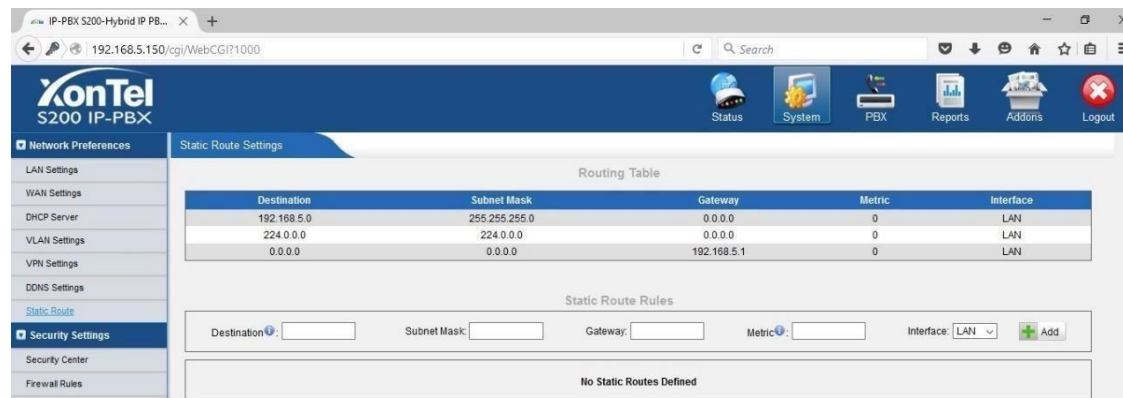 IP-PBX S200-Hybrid IP PB...
192.168.5.150/cgi/WebCGI?1000
Search
XonTel
S200 IP-PBX
Status System PBX Reports Addons Logout
Network Preferences
Static Route Settings
LAN Settings
WAN Settings
DHCP Server
VLAN Settings
VPN Settings
DDNS Settings
Static Route
Security Settings
Security Center
Firewall Rules
Routing Table
Destination Subnet Mask Gateway Metric Interface
192.168.5.0 255.255.255.0 0.0.0.0 0 LAN
224.0.0.0 224.0.0.0 0.0.0.0 0 LAN
0.0.0.0 0.0.0.0 192.168.5.1 0 LAN
Static Route Rules
Destination: Subnet Mask: Gateway: Metric: Interface: LAN Add
No Static Routes Defined